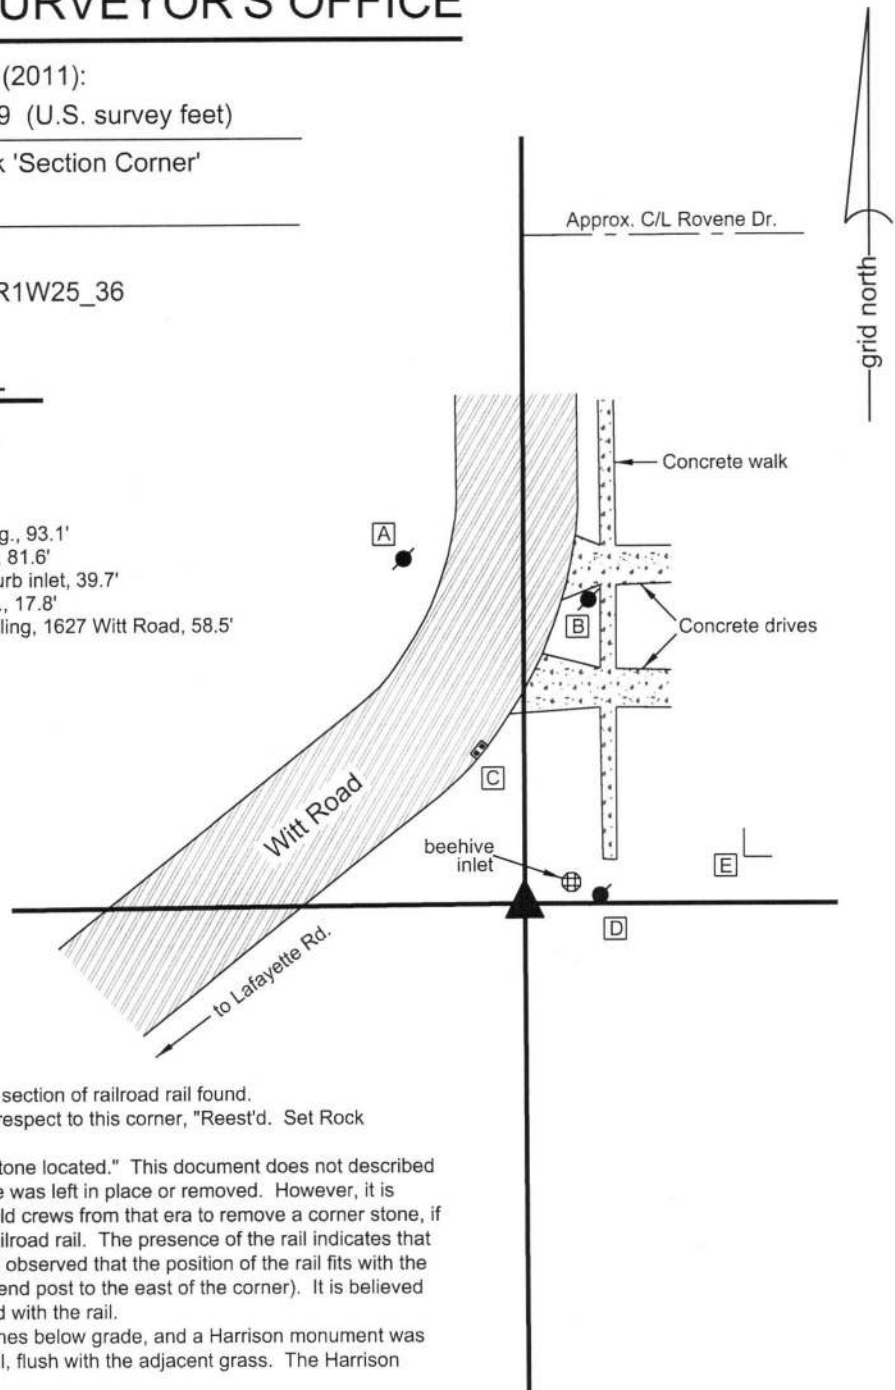 SURVEYOR'S OFFICE
(2011):
9 (U.S. survey feet)
'Section Corner'
R1W25_36
Approx. C/L Rovene Dr.
grid north
Concrete walk
A
g., 93.1'
, 81.6'
urb inlet, 39.7'
., 17.8'
ling, 1627 Witt Road, 58.5'
B
Concrete drives
C
Witt Road
beehive
inlet
E
D
to Lafayette Rd.
section of railroad rail found.
respect to this corner, "Reest'd. Set Rock
tone located." This document does not described
e was left in place or removed. However, it is
ld crews from that era to remove a corner stone, if
ilroad rail. The presence of the rail indicates that
observed that the position of the rail fits with the
end post to the east of the corner). It is believed
d with the rail.
hes below grade, and a Harrison monument was
l, flush with the adjacent grass. The Harrison